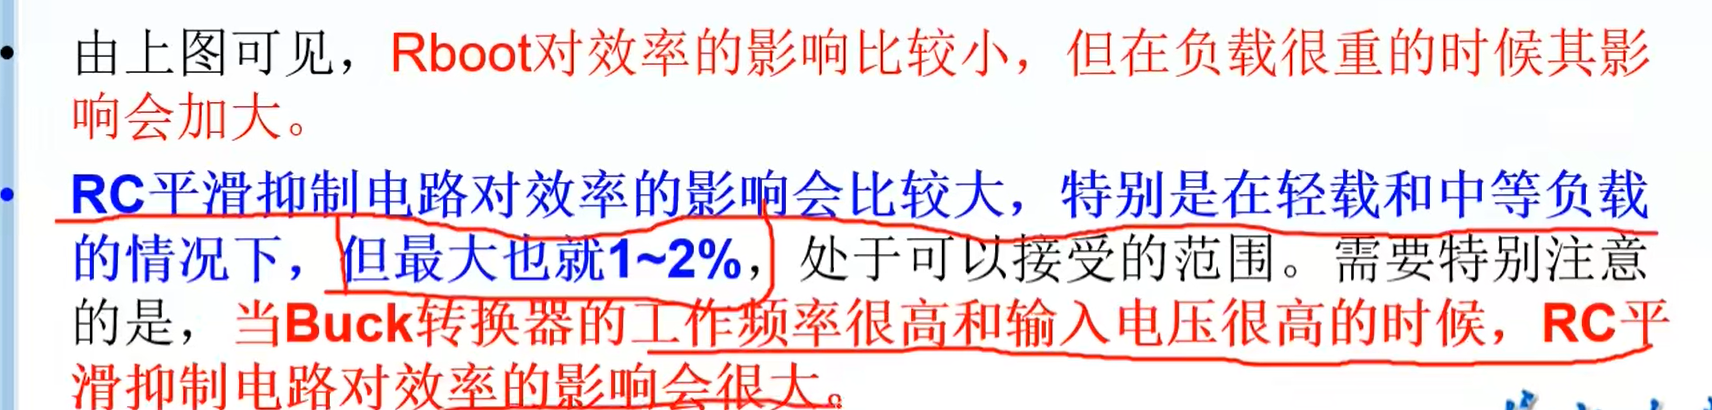 • 由上图可见，Rboot对效率的影响比较小，但在负载很重的时候其影
响会加大。
• RC平滑抑制电路对效率的影响会比较大，特别是在轻载和中等负载
的情况下，但最大也就1~2%，处于可以接受的范围。需要特别注意
的是，当Buck转换器的工作频率很高和输入电压很高的时候，RC平
滑抑制电路对效率的影响会很大。